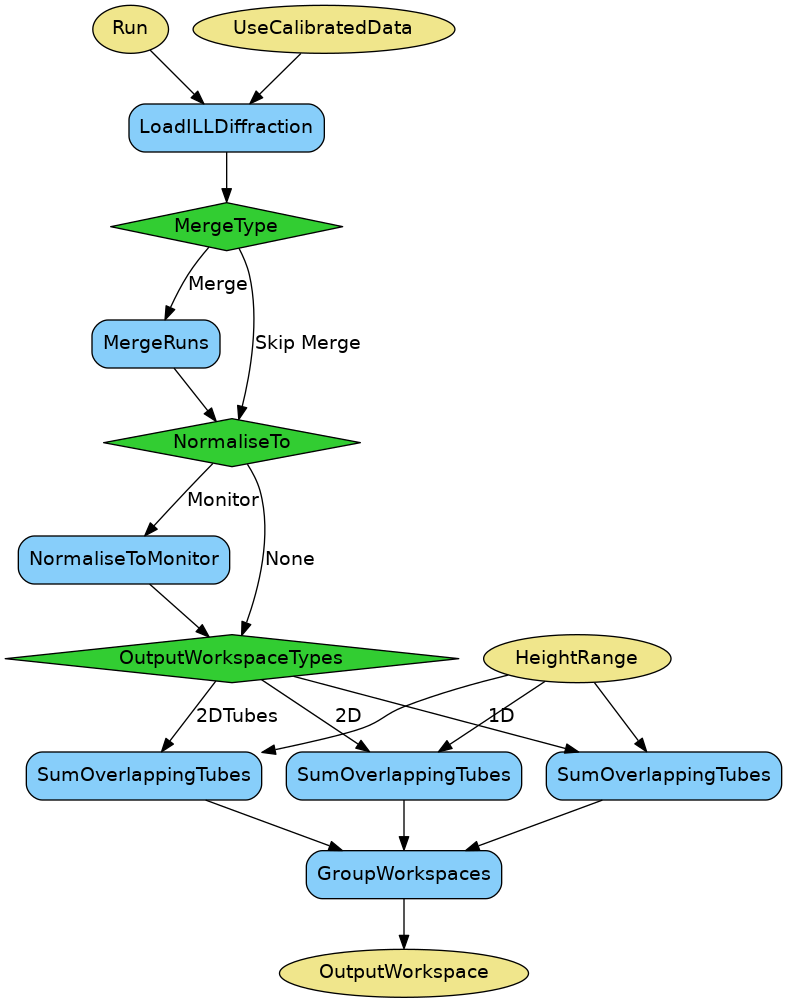 Run
UseCalibratedData
LoadILLDiffraction
MergeType
Merge
MergeRuns
Skip Merge
NormaliseTo
Monitor
NormaliseToMonitor
None
OutputWorkspaceTypes
HeightRange
2DTubes
2D
1D
SumOverlappingTubes
SumOverlappingTubes
SumOverlappingTubes
GroupWorkspaces
OutputWorkspace